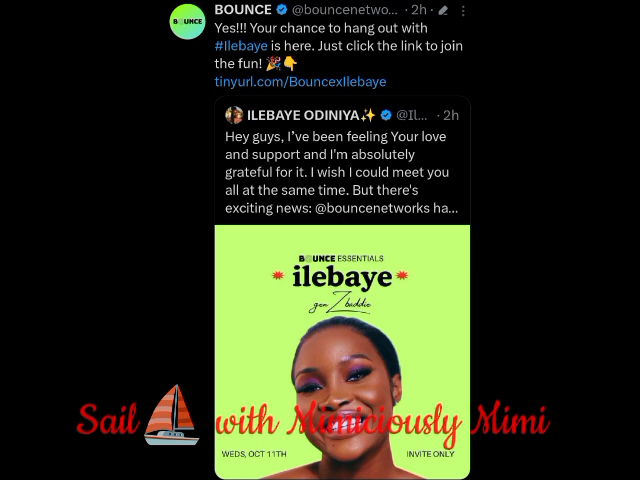 BOUNCE @bouncenetwo... · 2h ·
Yes!!! Your chance to hang out with
#Ilebaye is here. Just click the link to join
the fun! 🎉👇
tinyurl.com/BouncexIlebaye
ILEBAYE ODINIYA✨ @Il... · 2h
Hey guys, I've been feeling Your love
and support and I'm absolutely
grateful for it. I wish I could meet you
all at the same time. But there's
exciting news: @bouncenetworks ha...
BOUNCE ESSENTIALS
ilebaye
gen Z baddie
Sail with Mimiciously Mimi
WEDS, OCT 11TH
INVITE ONLY